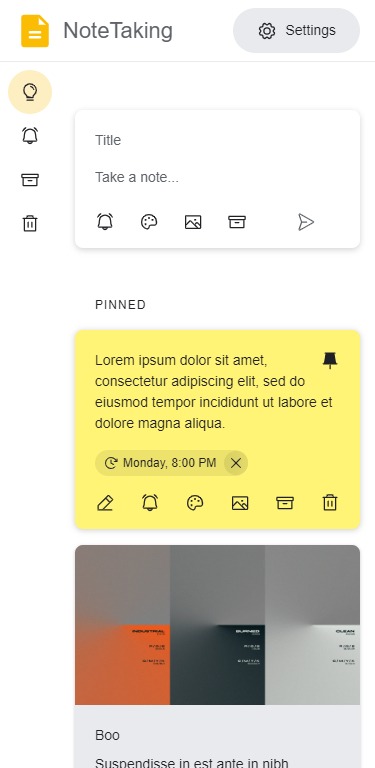 NoteTaking
Settings
Title
Take a note...
PINNED
Lorem ipsum dolor sit amet,
consectetur adipiscing elit, sed do
eiusmod tempor incididunt ut labore et
dolore magna aliqua.
Monday, 8:00 PM
INDUSTRIAL
BURNED
CLEAN
Boo
Suspendisse in est ante in nibh